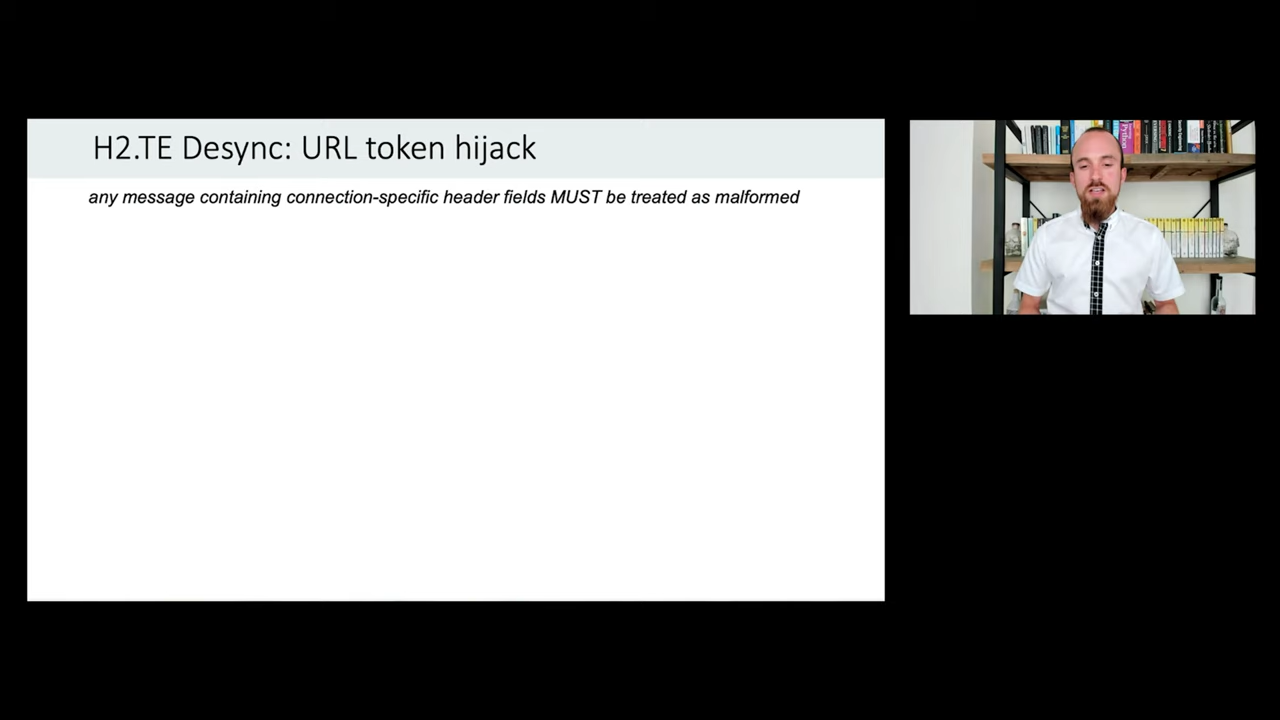 H2.TE Desync: URL token hijack
any message containing connection-specific header fields MUST be treated as malformed